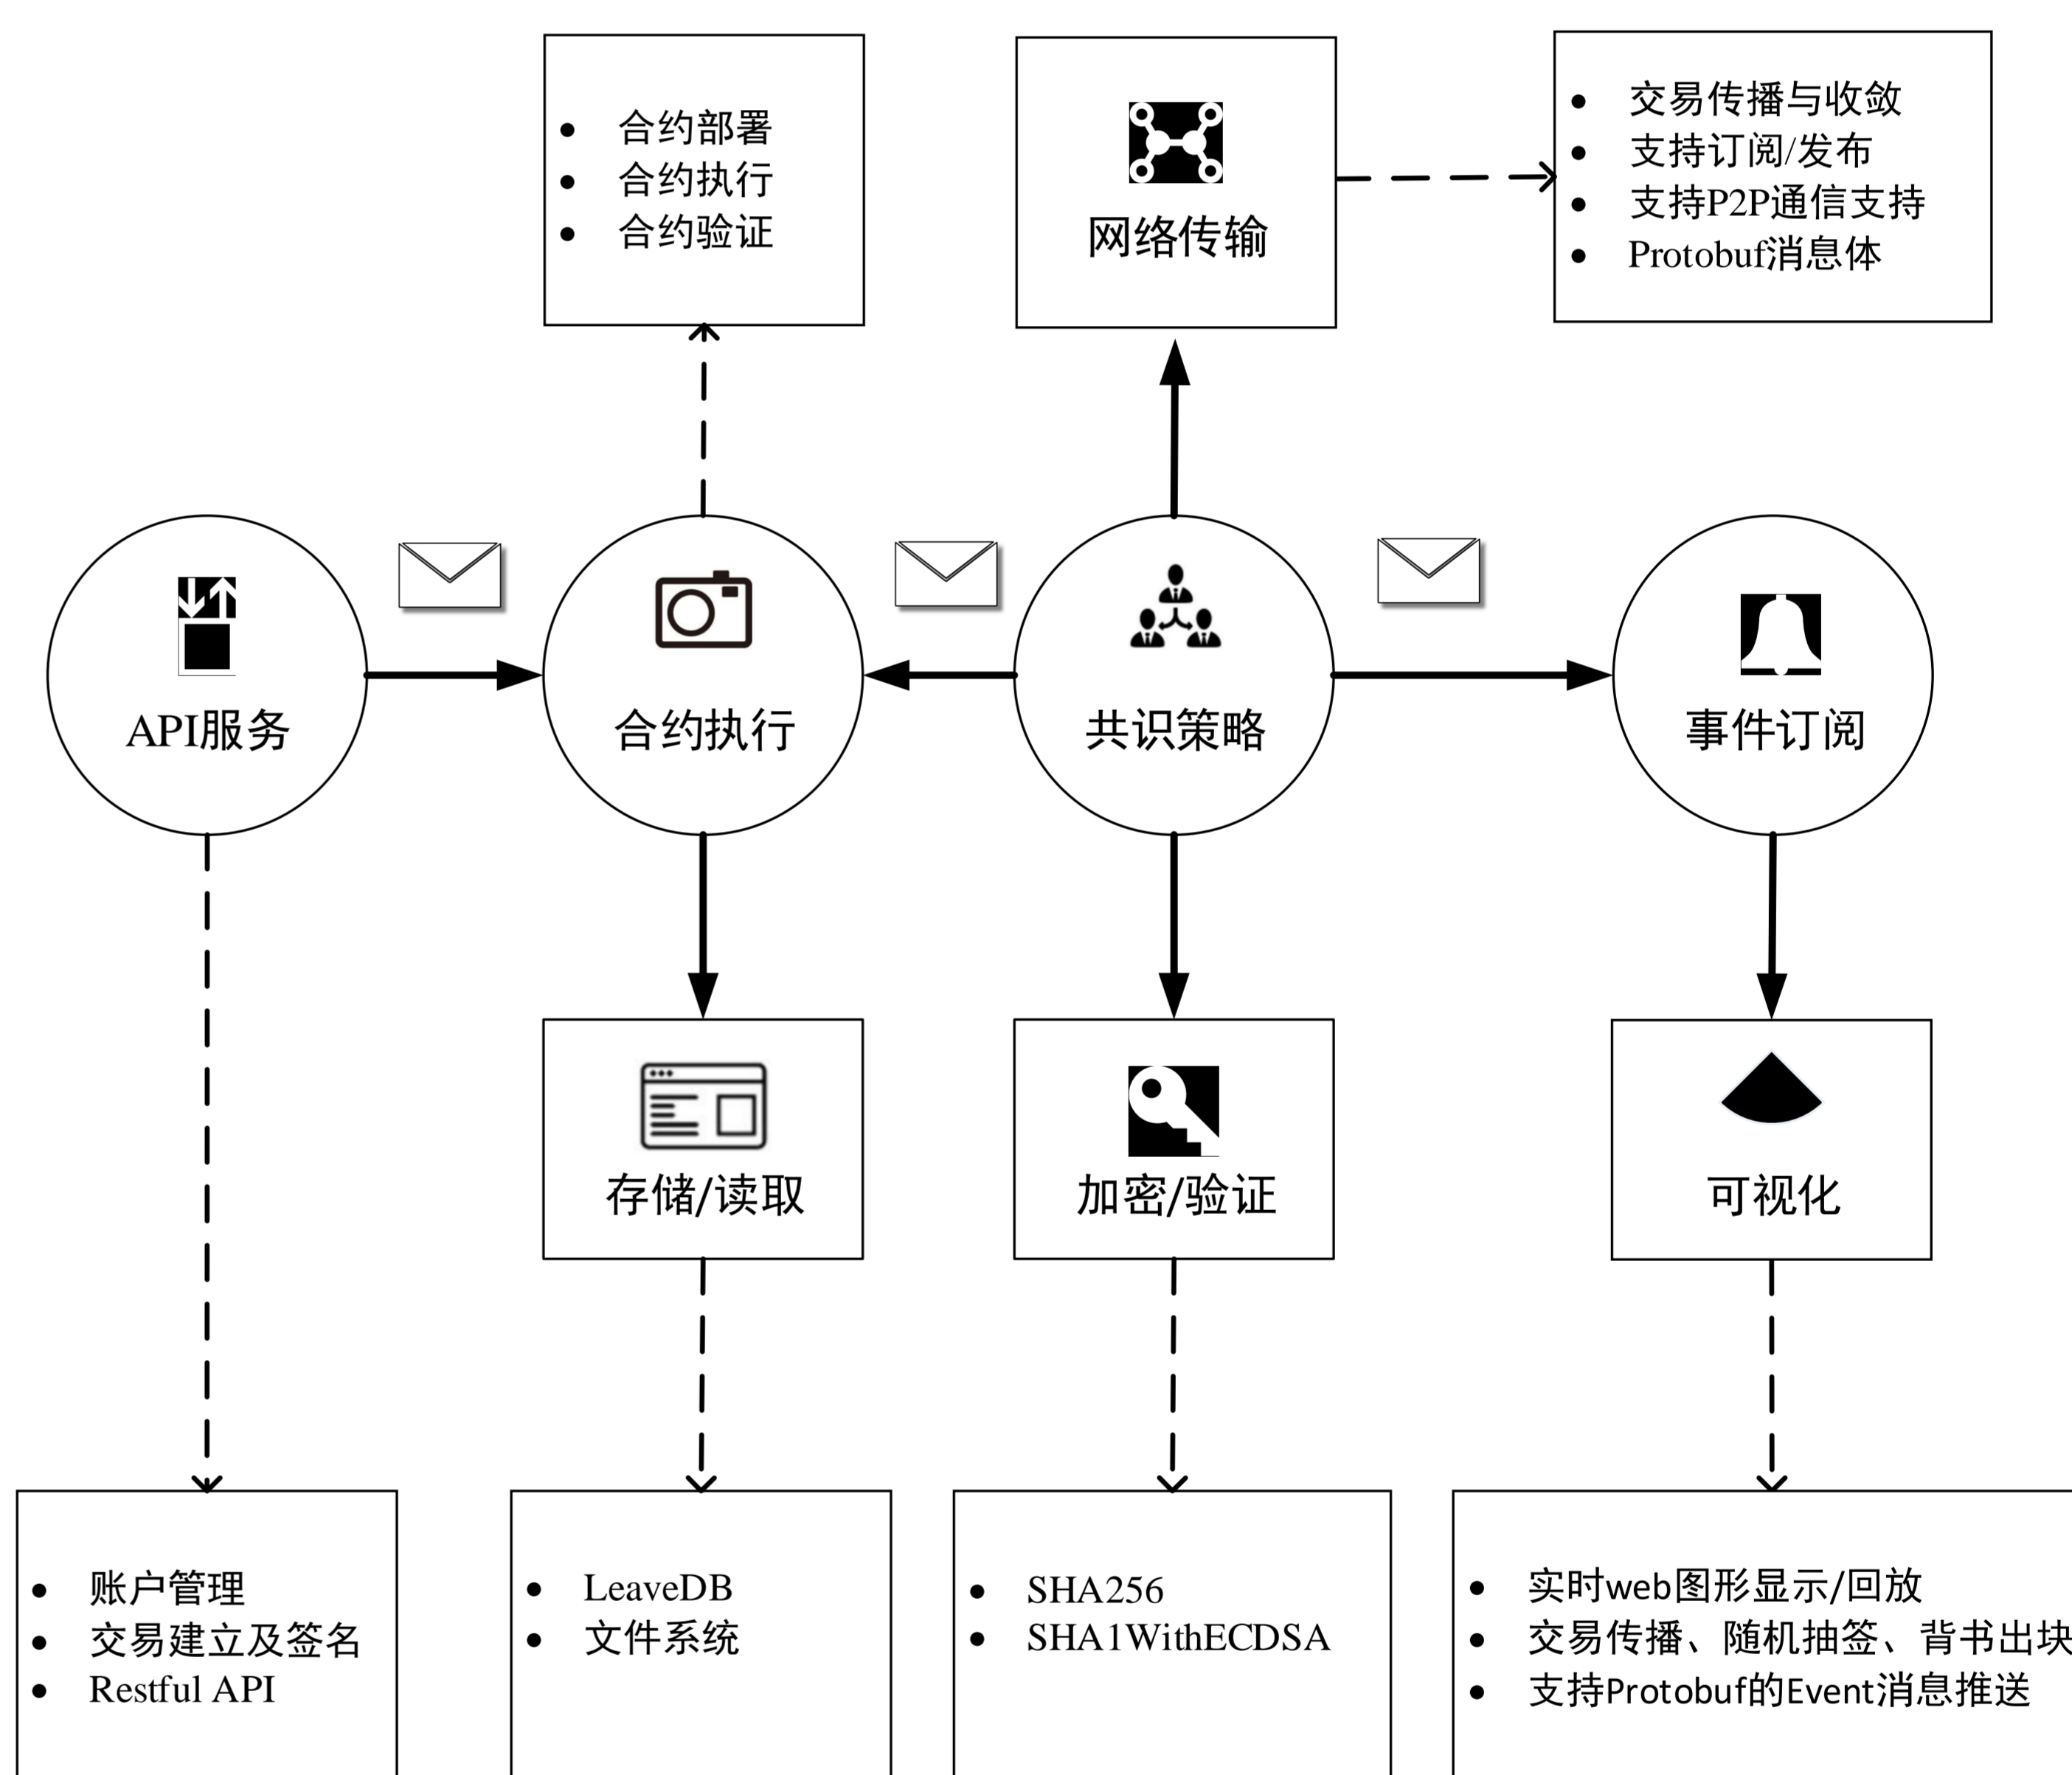 合约部署
合约执行
合约验证
网络传输
交易传播与收敛
支持订阅/发布
支持P2P通信支持
Protobuf消息体
API服务
合约执行
共识策略
事件订阅
存储/读取
加密/验证
可视化
账户管理
交易建立及签名
Restful API
LeaveDB
文件系统
SHA256
SHA1WithECDSA
实时web图形显示/回放
交易传播、随机抽签、背书出块
支持Protobuf的Event消息推送